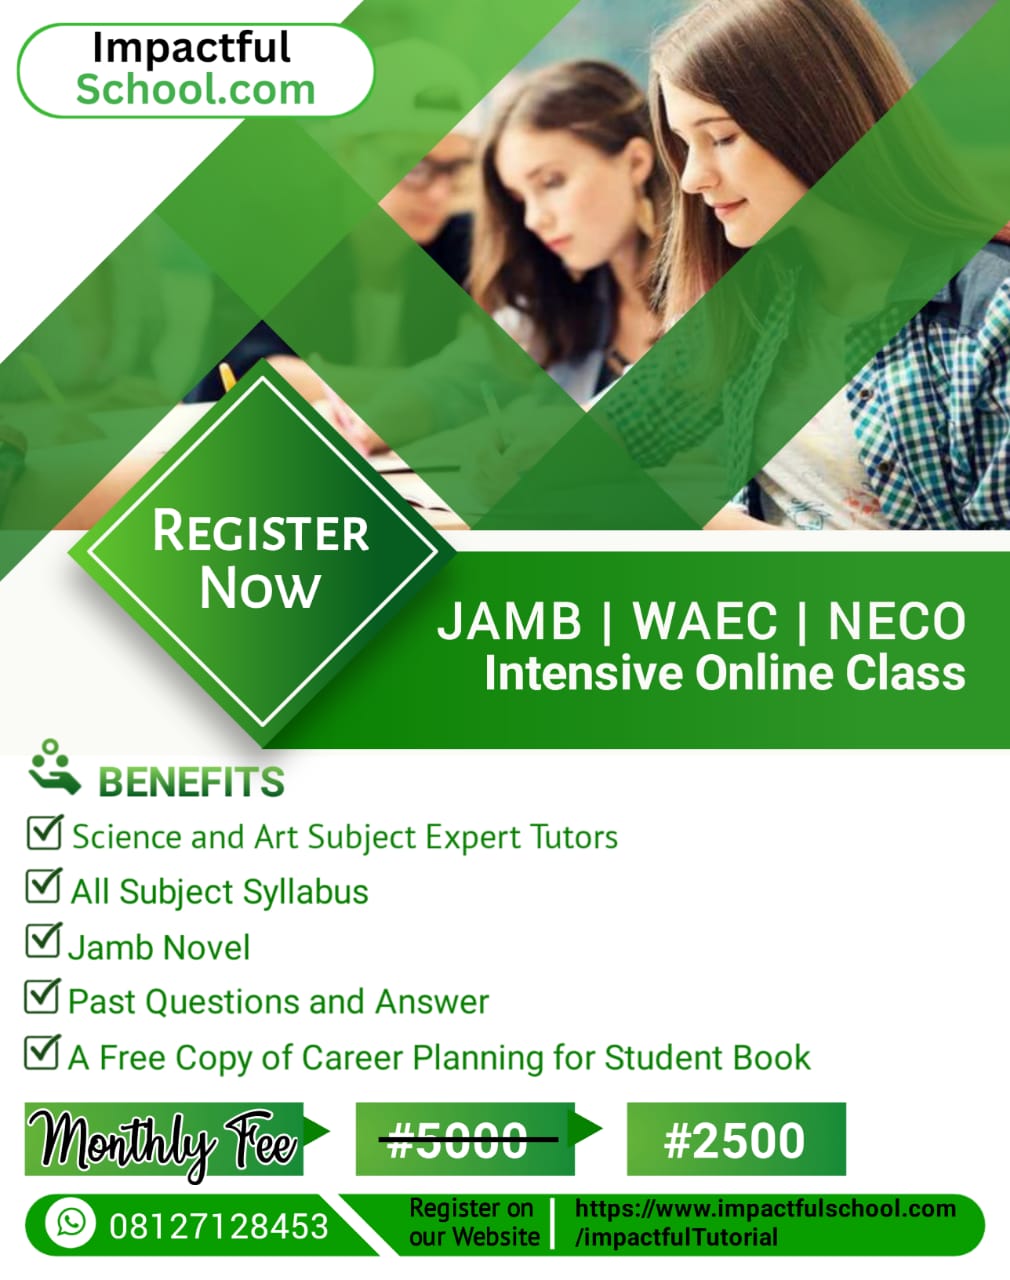 Impactful
School.com
REGISTER
NOW
JAMB | WAEC | NECO
Intensive Online Class
BENEFITS
Science and Art Subject Expert Tutors
All Subject Syllabus
Jamb Novel
Past Questions and Answer
A Free Copy of Career Planning for Student Book
Monthly Fee
#5000
#2500
08127128453
Register on
our Website
https://www.impactfulschool.com
/impactfulTutorial